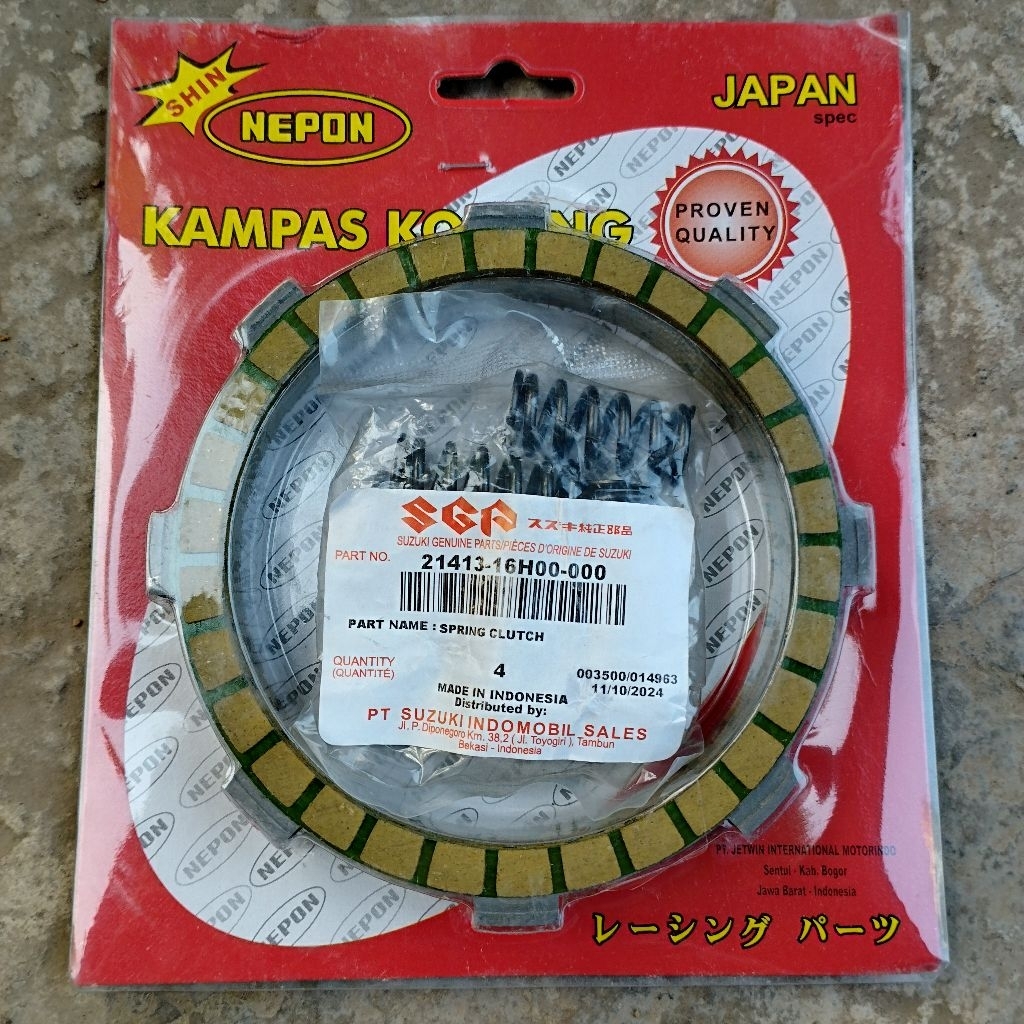 SHIN
NEPON
JAPAN
spec
KAMPAS KO NG
PROVEN
QUALITY
SGP スズキ純正部品
SUZUKI GENUINE PARTS/PIÈCES D'ORIGINE DE SUZUKI
PART NO. 21413-16H00-000
PART NAME : SPRING CLUTCH
QUANTITY
(QUANTITÉ)
4
003500/014963
11/10/2024
MADE IN INDONESIA
Distributed by:
PT SUZUKI INDOMOBIL SALES
Jl. P. Diponegoro Km. 38,2 ( Jl. Toyogiri ), Tambun
Bekasi - Indonesia
PT. JETWIN INTERNATIONAL MOTORINDO
Sentul - Kab. Bogor
Jawa Barat - Indonesia
レーシング パーツ